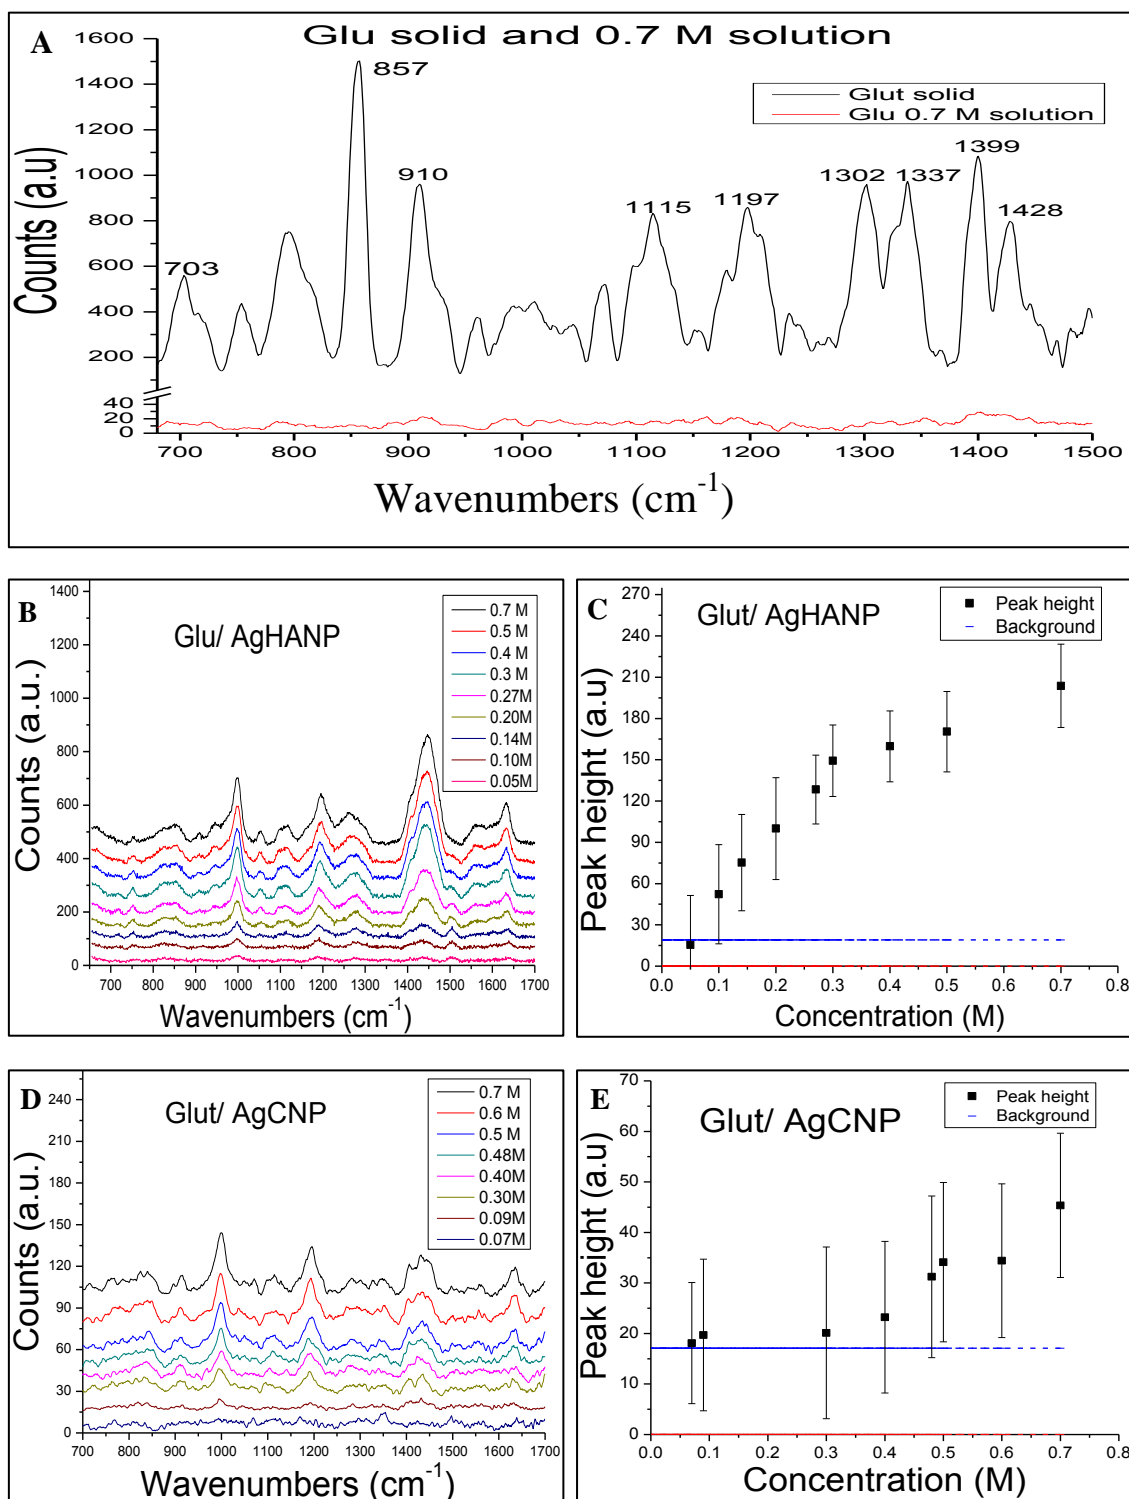 A
Glu solid and 0.7 M solution
Glut solid
Glu 0.7 M solution
857
910
703
1115
1197
1302
1337
1399
1428
1600
1400
1200
1000
800
600
400
200
40
20
0
700 800 900 1000 1100 1200 1300 1400 1500
Counts (a.u)
Wavenumbers (cm-1)
B
Glu/ AgHANP
0.7 M
0.5 M
0.4 M
0.3 M
0.27M
0.20M
0.14M
0.10M
0.05M
1400
1200
1000
800
600
400
200
0
700 800 900 1000 1100 1200 1300 1400 1500 1600 1700
Counts (a.u.)
Wavenumbers (cm-1)
C
Glut/ AgHANP
Peak height
Background
270
240
210
180
150
120
90
60
30
0
0.0 0.1 0.2 0.3 0.4 0.5 0.6 0.7 0.8
Peak height (a.u)
Concentration (M)
D
Glut/ AgCNP
0.7 M
0.6 M
0.5 M
0.48M
0.40M
0.30M
0.09M
0.07M
240
210
180
150
120
90
60
30
0
700 800 900 1000 1100 1200 1300 1400 1500 1600 1700
Counts (a.u.)
Wavenumbers (cm-1)
E
Glut/ AgCNP
Peak height
Background
70
60
50
40
30
20
10
0
0.0 0.1 0.2 0.3 0.4 0.5 0.6 0.7 0.8
Peak height (a.u)
Concentration (M)